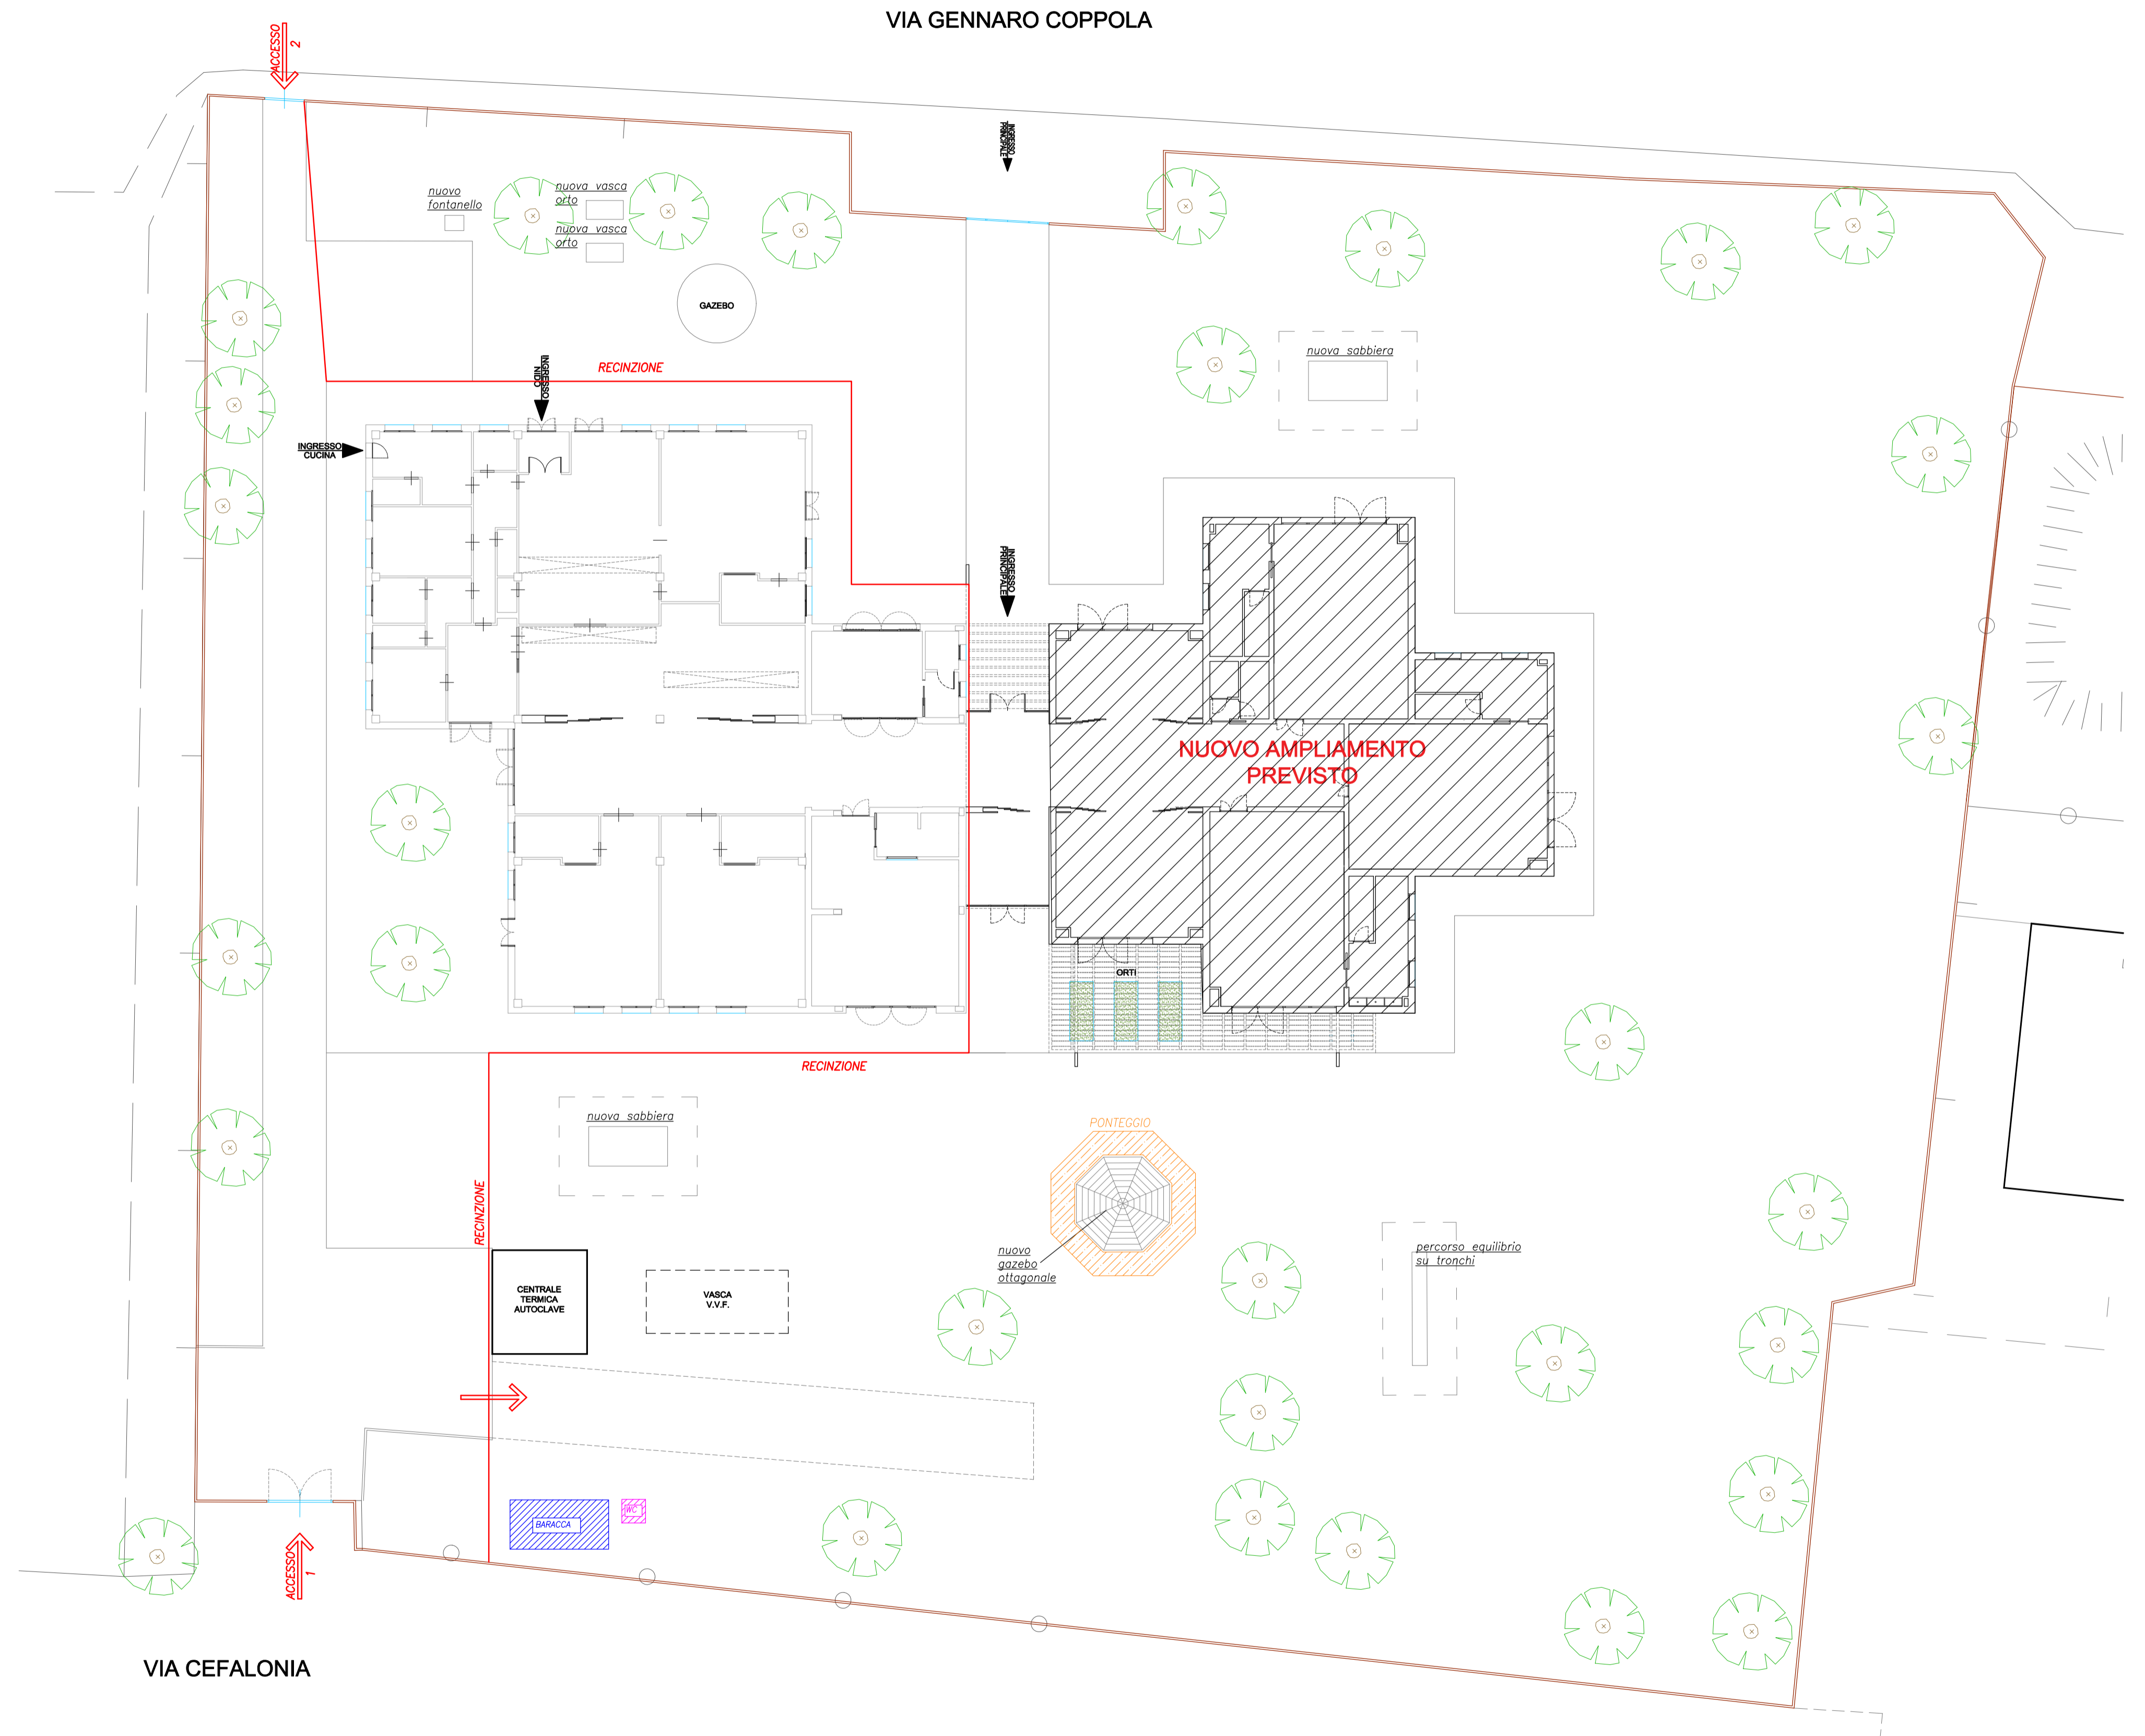 VIA GENNARO COPPOLA
ACCESSO
2
INGRESSO
PRINCIPALE
nuovo
fontanello
nuova vasca
orto
nuova vasca
orto
GAZEBO
RECINZIONE
nuova sabbiera
INGRESSO
NIDO
INGRESSO
CUCINA
INGRESSO
PRINCIPALE
NUOVO AMPLIAMENTO
PREVISTO
ORTI
RECINZIONE
nuova sabbiera
PONTEGGIO
RECINZIONE
nuovo
gazebo
ottagonale
percorso equilibrio
su tronchi
CENTRALE
TERMICA
AUTOCLAVE
VASCA
V.V.F.
WC
BARACCA
ACCESSO
1
VIA CEFALONIA